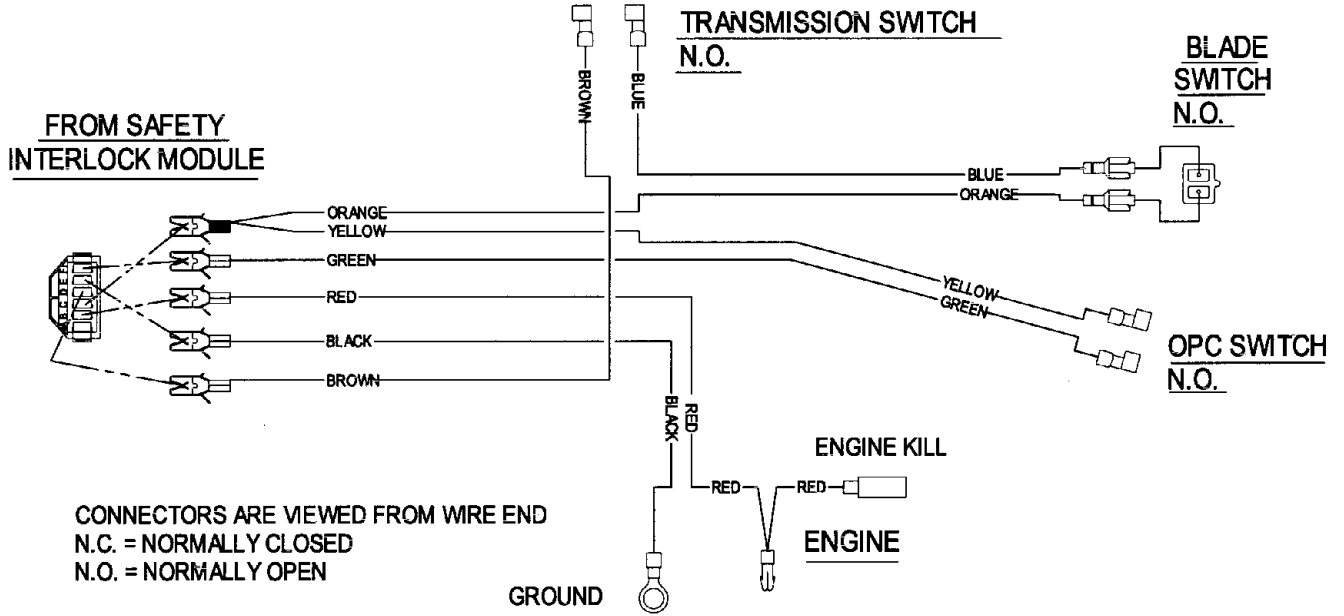 TRANSMISSION SWITCH
N.O.
BLADE
SWITCH
N.O.
BROWN
BLUE
FROM SAFETY
INTERLOCK MODULE
BLUE
ORANGE
ORANGE
YELLOW
GREEN
RED
BLACK
BROWN
YELLOW
GREEN
OPC SWITCH
N.O.
BLACK
RED
ENGINE KILL
RED
RED
ENGINE
CONNECTORS ARE VIEWED FROM WIRE END
N.C. = NORMALLY CLOSED
N.O. = NORMALLY OPEN
GROUND